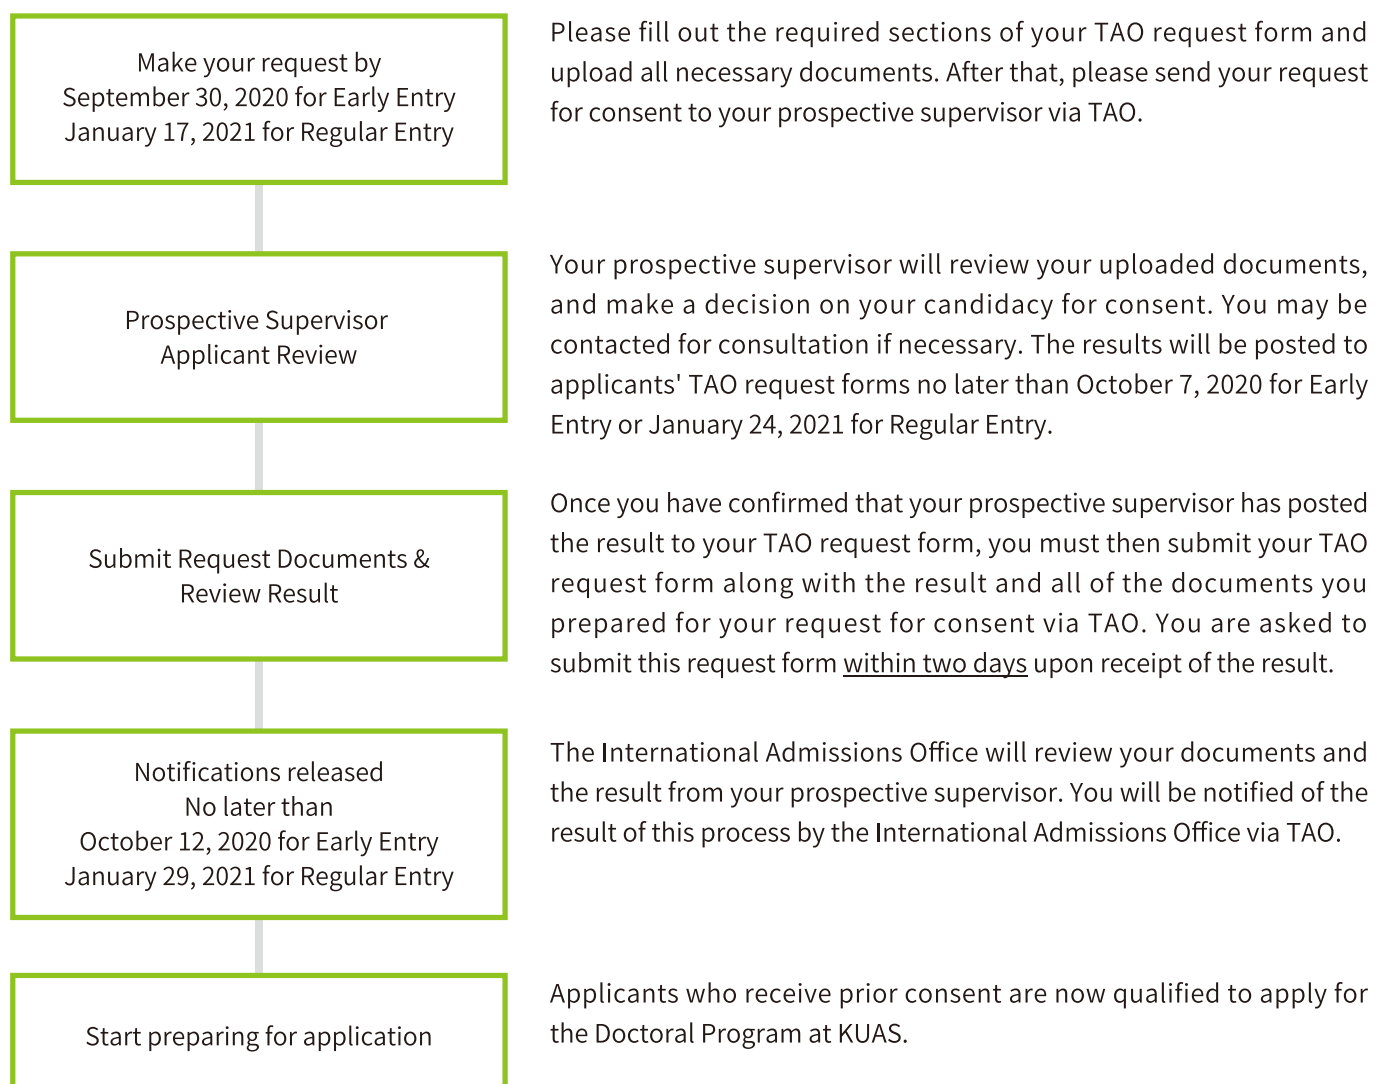 Make your request by
September 30, 2020 for Early Entry
January 17, 2021 for Regular Entry
Please fill out the required sections of your TAO request form and
upload all necessary documents. After that, please send your request
for consent to your prospective supervisor via TAO.
Prospective Supervisor
Applicant Review
Your prospective supervisor will review your uploaded documents,
and make a decision on your candidacy for consent. You may be
contacted for consultation if necessary. The results will be posted to
applicants' TAO request forms no later than October 7, 2020 for Early
Entry or January 24, 2021 for Regular Entry.
Submit Request Documents &
Review Result
Once you have confirmed that your prospective supervisor has posted
the result to your TAO request form, you must then submit your TAO
request form along with the result and all of the documents you
prepared for your request for consent via TAO. You are asked to
submit this request form within two days upon receipt of the result.
Notifications released
No later than
October 12, 2020 for Early Entry
January 29, 2021 for Regular Entry
The International Admissions Office will review your documents and
the result from your prospective supervisor. You will be notified of the
result of this process by the International Admissions Office via TAO.
Start preparing for application
Applicants who receive prior consent are now qualified to apply for
the Doctoral Program at KUAS.